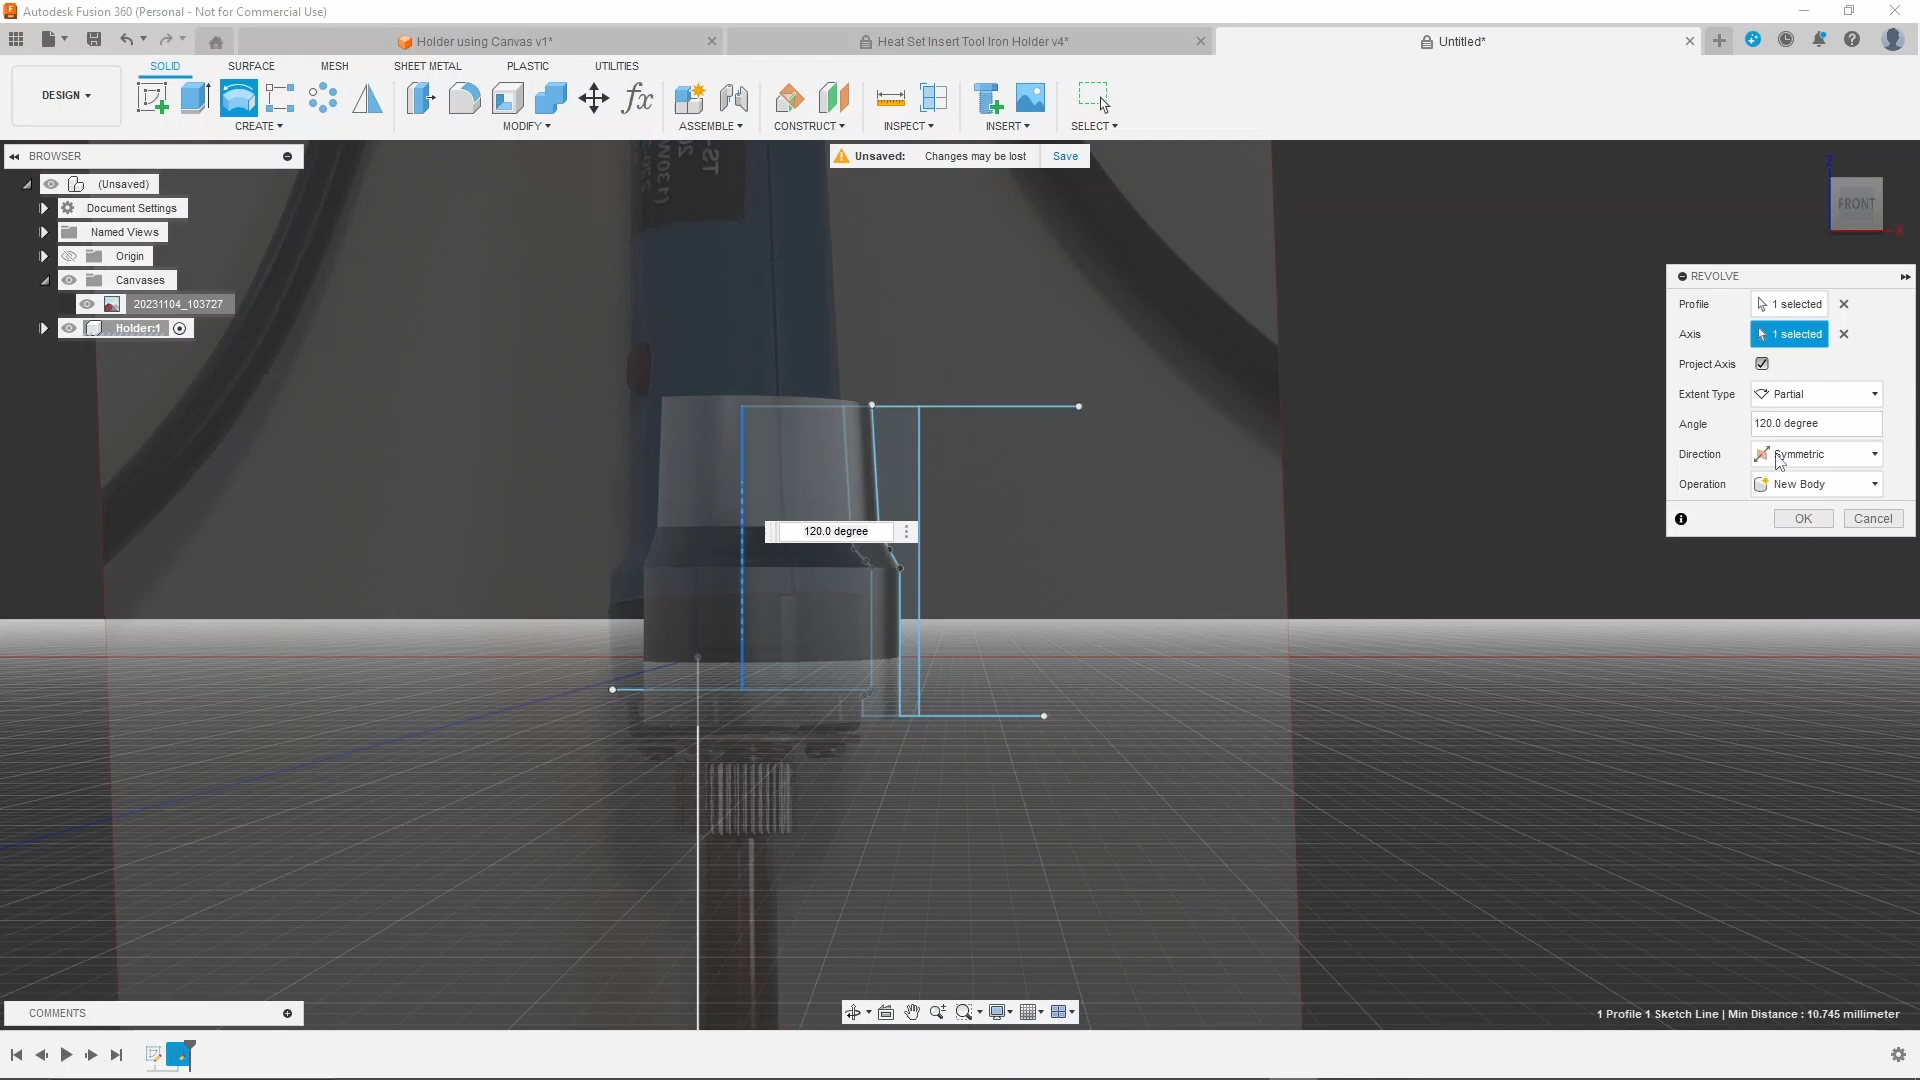 Autodesk Fusion 360 (Personal - Not for Commercial Use)
Holder using Canvas v1*
Heat Set Insert Tool Iron Holder v4*
Untitled*
DESIGN
SOLID
SURFACE
MESH
SHEET METAL
PLASTIC
UTILITIES
CREATE
MODIFY
ASSEMBLE
CONSTRUCT
INSPECT
INSERT
SELECT
BROWSER
Unsaved: Changes may be lost Save
(Unsaved)
Document Settings
Named Views
Origin
Canvases
20231104_103727
Holder:1
Z
FRONT
X
REVOLVE
Profile 1 selected
Axis 1 selected
Project Axis
Extent Type Partial
Angle 120.0 degree
Direction Symmetric
Operation New Body
OK Cancel
120.0 degree
COMMENTS
1 Profile 1 Sketch Line | Min Distance : 10.745 millimeter